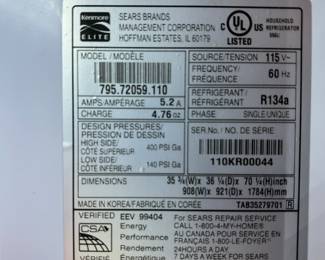 Kenmore
ELITE
SEARS BRANDS
MANAGEMENT CORPORATION
HOFFMAN ESTATES, IL 60179
C UL US
LISTED
HOUSEHOLD
REFRIGERATOR
MODEL / MODÈLE
795.72059.110
AMPS/AMPÉRAGE 5.2 A
CHARGE 4.76 oz
SOURCE/TENSION 115 V~
FREQUENCY/
FRÉQUENCY 60 Hz
REFRIGERANT/
RÉFRIGÉRANT R134a
DESIGN PRESSURES/
PRESSION DE DESSIN
HIGH SIDE/
CÔTE SUPÉRIEUR 400 PSI Ga
LOW SIDE/
CÔTE INFÉRIEUR 140 PSI Ga
SER.NO./ NO. DE SÉRIE
110KR00044
DIMENSIONS 35 ¾(W) x 36 ¼(D) x 70 ¼(H)inch
908(W) x 921(D) x 1784(H)mm
MADE IN KOREA/FABRIQUÉ EN CORÉE TAB35279701 R
VERIFIED
CSA
VÉRIFIÉ
EEV 99404
Energy
Performance
For SEARS REPAIR SERVICE
CALL 1-800-4-MY-HOME®
AU CANADA POUR SERVICE EN
FRANÇAIS 1-800-LE-FOYER™
24HOURS A DAY
7 DAYS A WEEK FOR SEARS